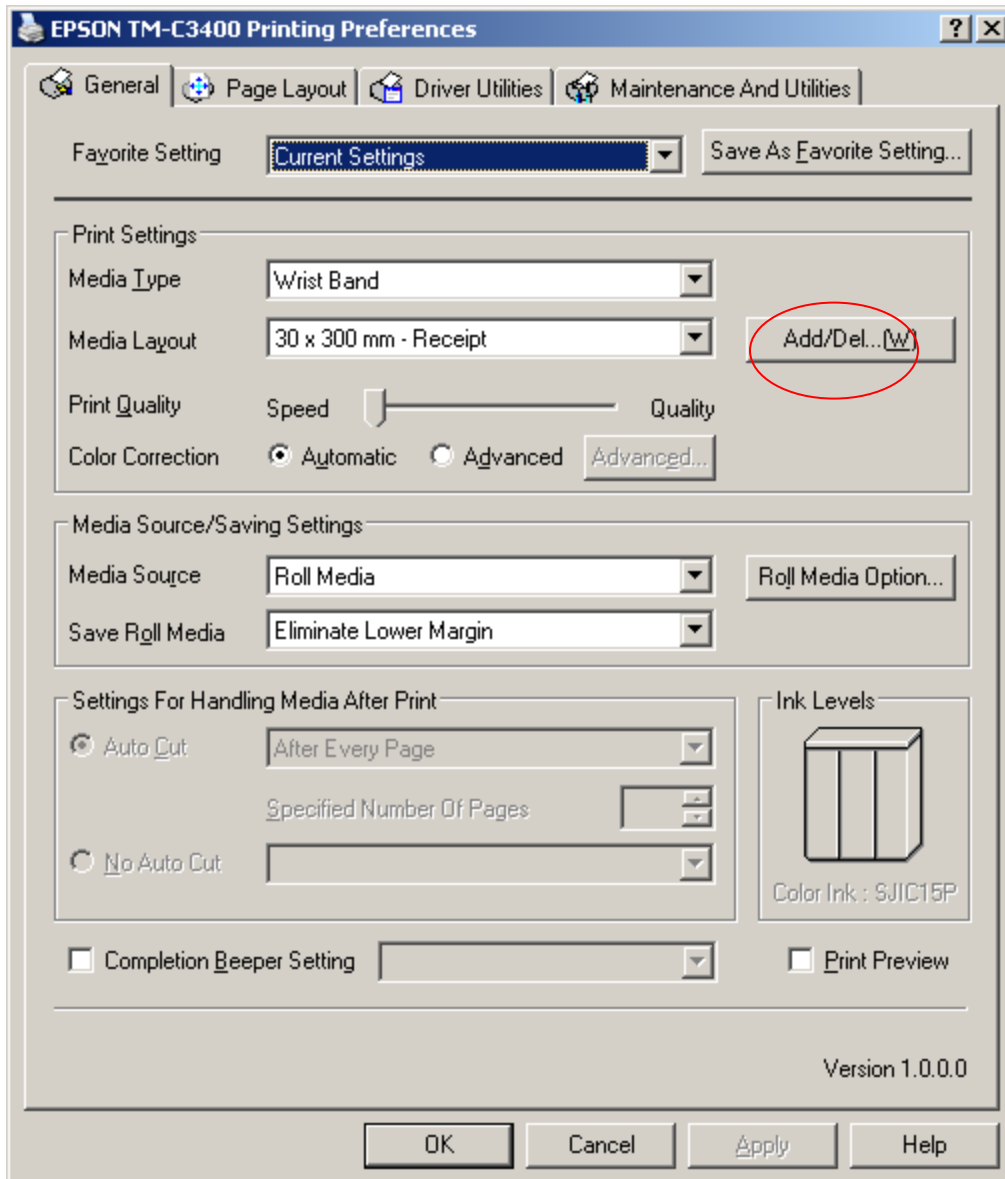 EPSON TM-C3400 Printing Preferences
General Page Layout Driver Utilities Maintenance And Utilities
Favorite Setting Current Settings Save As Favorite Setting...
Print Settings
Media Type Wrist Band
Media Layout 30 x 300 mm - Receipt Add/Del...(W)
Print Quality Speed Quality
Color Correction Automatic Advanced Advanced...
Media Source/Saving Settings
Media Source Roll Media Roll Media Option...
Save Roll Media Eliminate Lower Margin
Settings For Handling Media After Print Ink Levels
Auto Cut After Every Page
Specified Number Of Pages
No Auto Cut
Color Ink : SJIC15P
Completion Beeper Setting Print Preview
Version 1.0.0.0
OK Cancel Apply Help